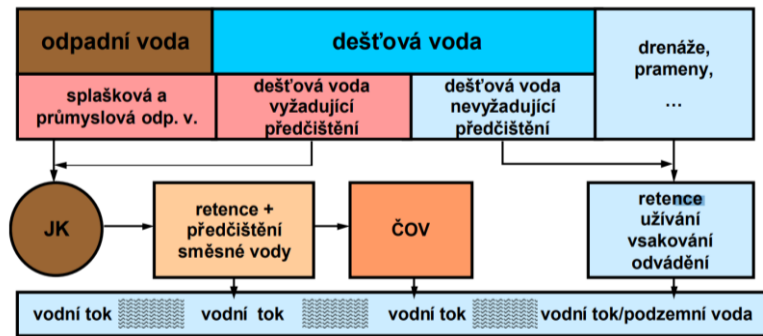 odpadní voda
dešťová voda
drenáže,
prameny,
...
splašková a
průmyslová odp. v.
dešťová voda
vyžadující
předčištění
dešťová voda
nevyžadující
předčištění
JK
retence +
předčištění
směsné vody
ČOV
retence
užívání
vsakování
odvádění
vodní tok
vodní tok
vodní tok
vodní tok/podzemní voda